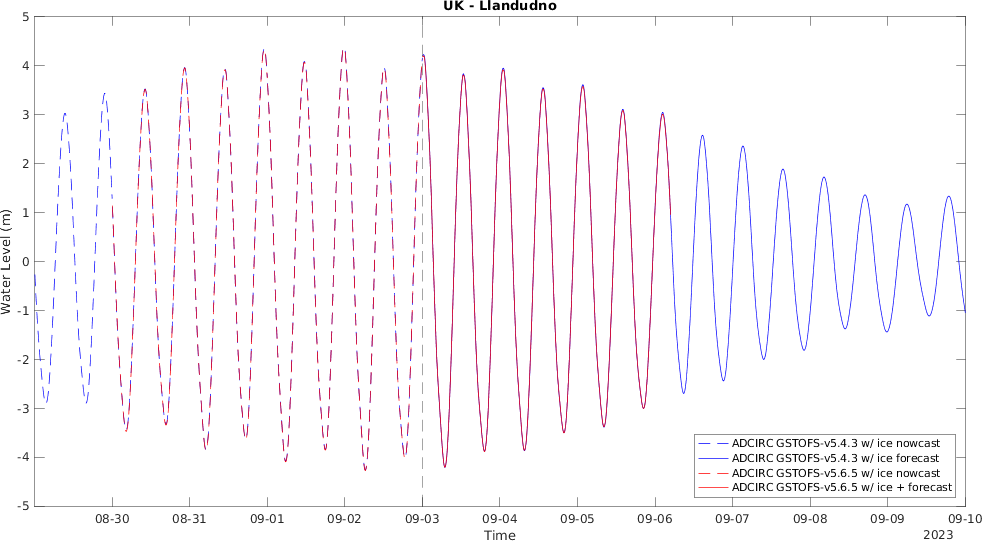 UK - Llandudno
5
4
3
2
1
0
-1
-2
-3
-4
-5
Water Level (m)
ADCIRC GSTOFS-v5.4.3 w/ ice nowcast
ADCIRC GSTOFS-v5.4.3 w/ ice forecast
ADCIRC GSTOFS-v5.6.5 w/ ice nowcast
ADCIRC GSTOFS-v5.6.5 w/ ice + forecast
08-30 08-31 09-01 09-02 09-03 09-04 09-05 09-06 09-07 09-08 09-09 09-10
Time
2023